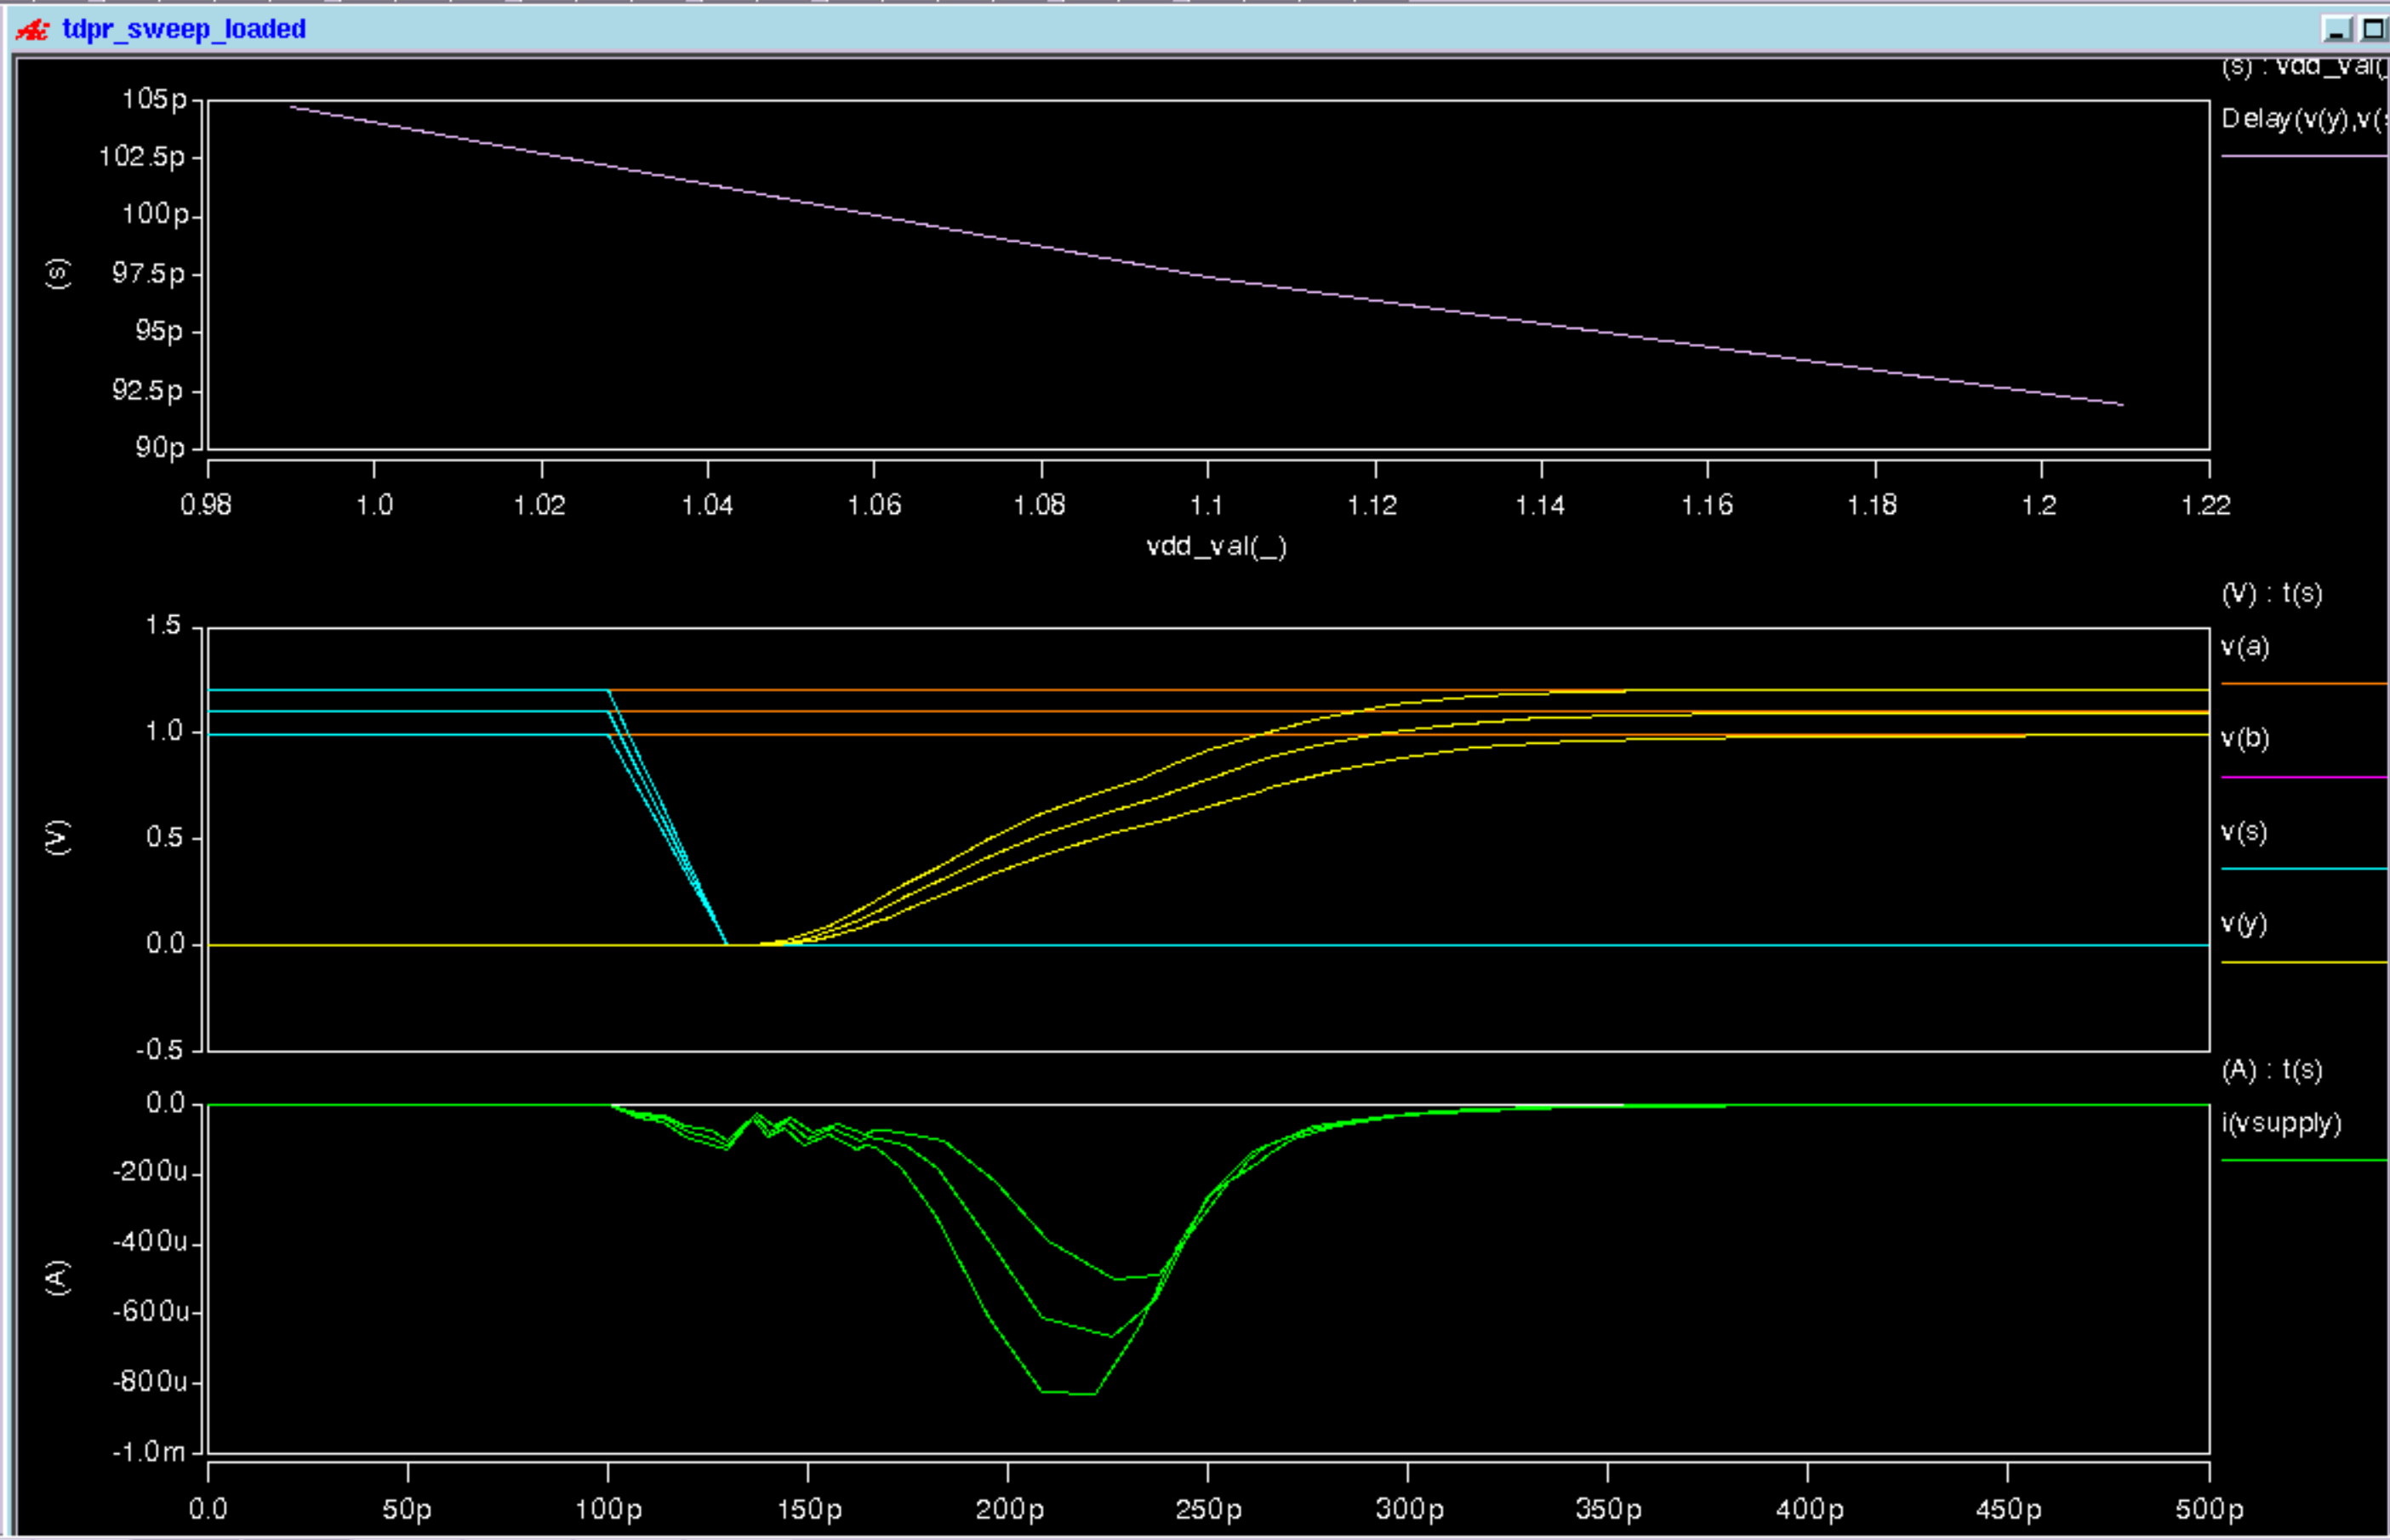 tdpr_sweep_loaded
(s) : vdd_val(_
Delay(v(y),v(s
105p
102.5p
100p
97.5p
95p
92.5p
90p
(s)
0.98 1.0 1.02 1.04 1.06 1.08 1.1 1.12 1.14 1.16 1.18 1.2 1.22
vdd_val(_)
(V) : t(s)
v(a)
v(b)
v(s)
v(y)
1.5
1.0
0.5
0.0
-0.5
(V)
(A) : t(s)
i(vsupply)
0.0
-200u
-400u
-600u
-800u
-1.0m
(A)
0.0 50p 100p 150p 200p 250p 300p 350p 400p 450p 500p